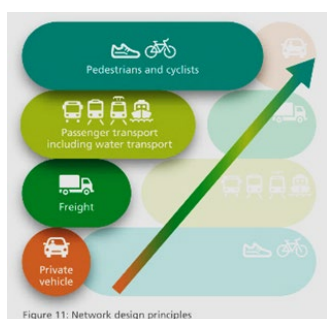 Pedestrians and cyclists
Passenger transport
including water transport
Freight
Private
vehicle
Figure 11: Network design principles